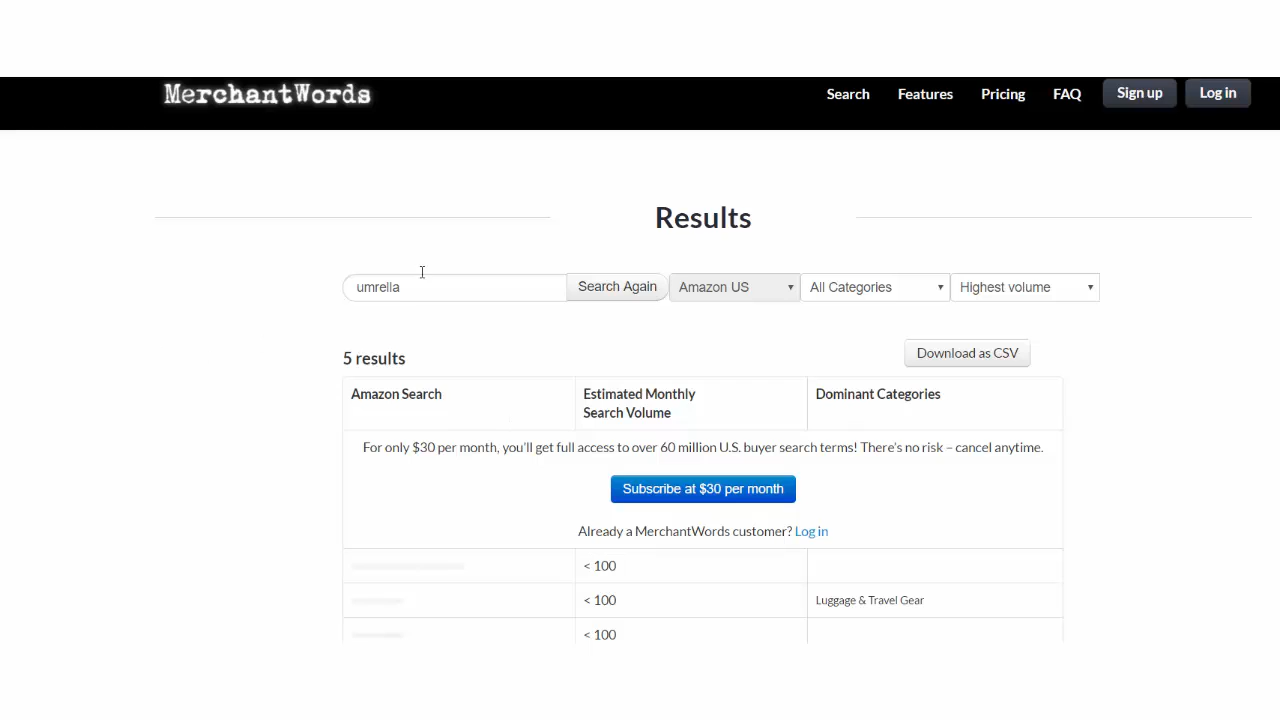 MerchantWords
Search Features Pricing FAQ Sign up Log in
Results
umrella Search Again Amazon US All Categories Highest volume
5 results Download as CSV
Amazon Search Estimated Monthly Search Volume Dominant Categories
For only $30 per month, you'll get full access to over 60 million U.S. buyer search terms! There's no risk – cancel anytime.
Subscribe at $30 per month
Already a MerchantWords customer? Log in
< 100
< 100 Luggage & Travel Gear
< 100